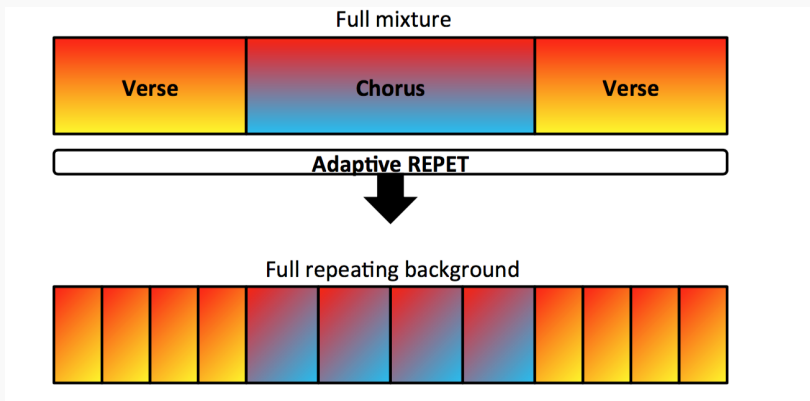 Full mixture
Verse Chorus Verse
Adaptive REPET
Full repeating background